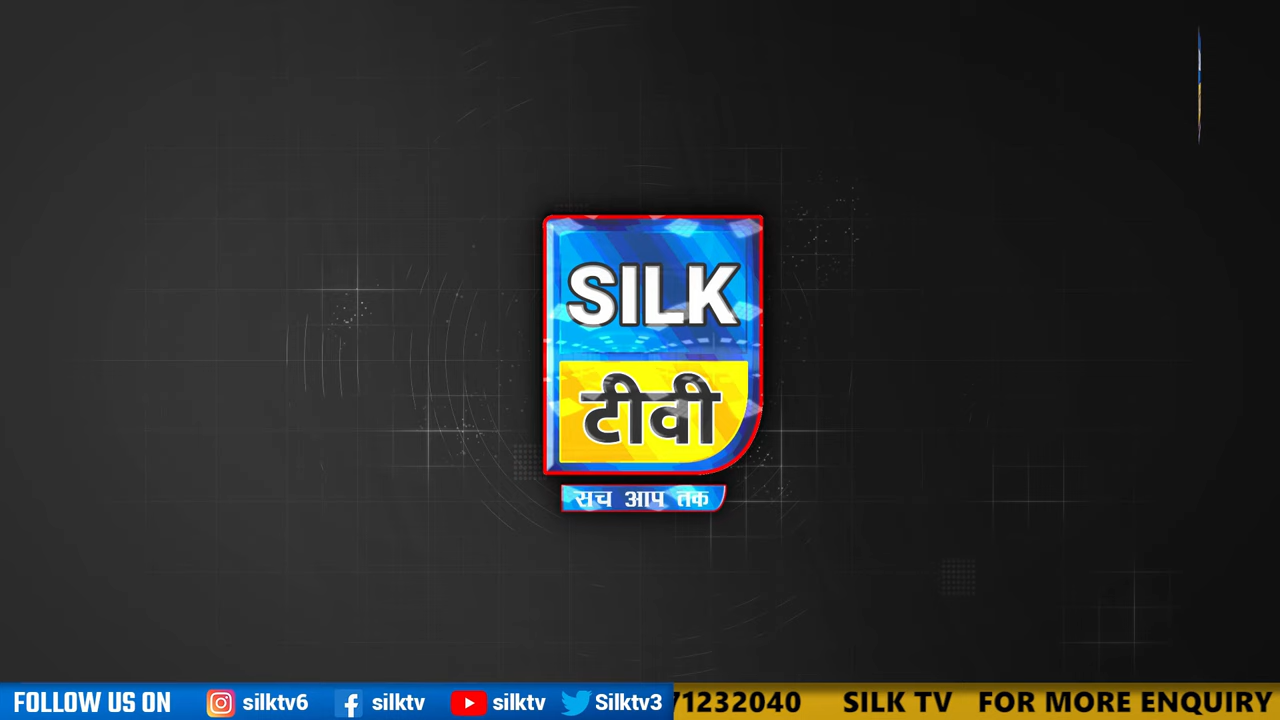 SILK
टीवी
सच आप तक
FOLLOW US ON silktv6 silktv silktv Silktv3 71232040 SILK TV FOR MORE ENQUIRY